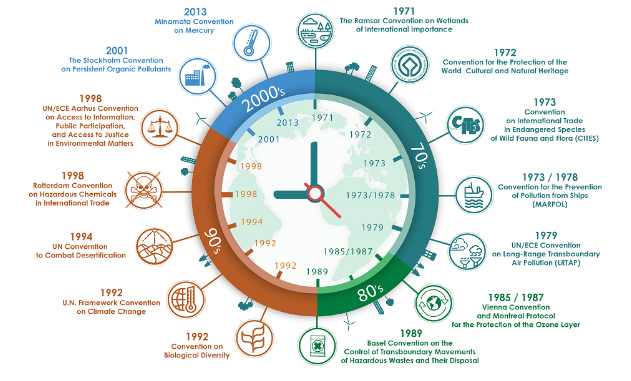 2013
Minamata Convention
on Mercury
1971
The Ramsar Convention on Wetlands
of International Importance
2001
The Stockholm Convention
on Persistent Organic Pollutants
1972
Convention for the Protection of the
World Cultural and Natural Heritage
1998
UN/ECE Aarhus Convention
on Access to Information,
Public Participation,
and Access to Justice
in Environmental Matters
1973
Convention
on International Trade
in Endangered Species
of Wild Fauna and Flora (CITES)
1998
Rotterdam Convention
on Hazardous Chemicals
in International Trade
1973 / 1978
Convention for the Prevention
of Pollution from Ships
(MARPOL)
1994
UN Convention
to Combat Desertification
1979
UN/ECE Convention
on Long-Range Transboundary
Air Pollution (LRTAP)
1992
U.N. Framework Convention
on Climate Change
1985 / 1987
Vienna Convention
and Montreal Protocol
for the Protection of the Ozone Layer
1992
Convention on
Biological Diversity
1989
Basel Convention on the
Control of Transboundary Movements
of Hazardous Wastes and Their Disposal
2000's
70's
80's
90's
1971
1972
1973
1973/1978
1979
1985/1987
1989
1992
1992
1994
1998
1998
2001
2013
CITES